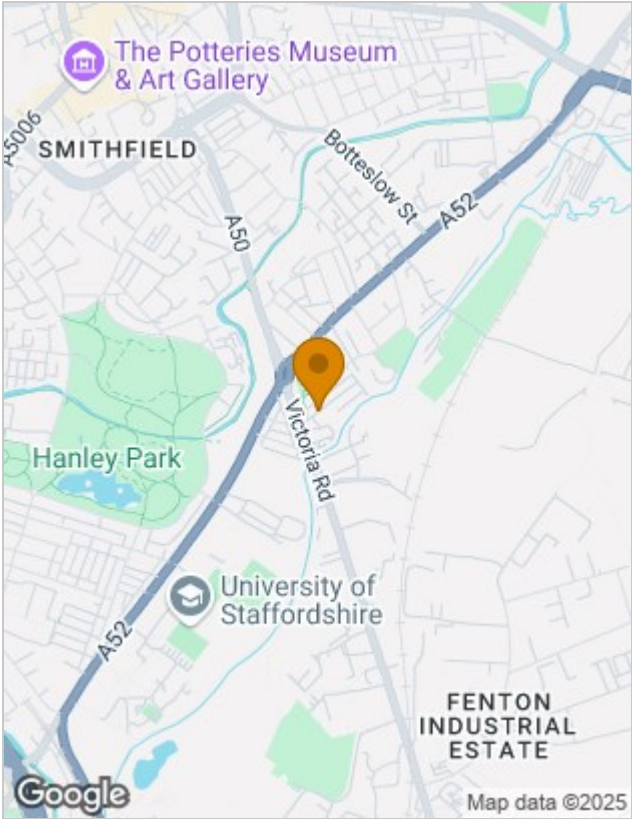 The Potteries Museum
& Art Gallery
A5006
SMITHFIELD
Botteslow St
A52
A50
Victoria Rd
Hanley Park
University of
Staffordshire
A52
FENTON
INDUSTRIAL
ESTATE
Google
Map data ©2025